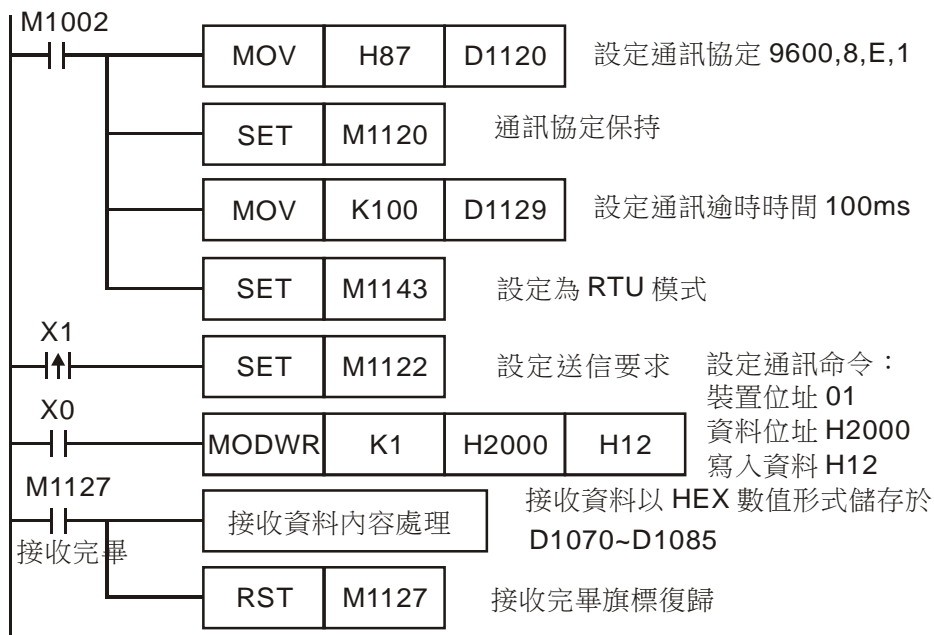 M1002
MOV H87 D1120 設定通訊協定 9600,8,E,1
SET M1120 通訊協定保持
MOV K100 D1129 設定通訊逾時時間 100ms
SET M1143 設定為 RTU 模式
X1
SET M1122 設定送信要求
設定通訊命令：
裝置位址 01
資料位址 H2000
寫入資料 H12
X0
MODWR K1 H2000 H12
M1127
接收完畢
接收資料內容處理
接收資料以 HEX 數值形式儲存於
D1070~D1085
RST M1127 接收完畢旗標復歸